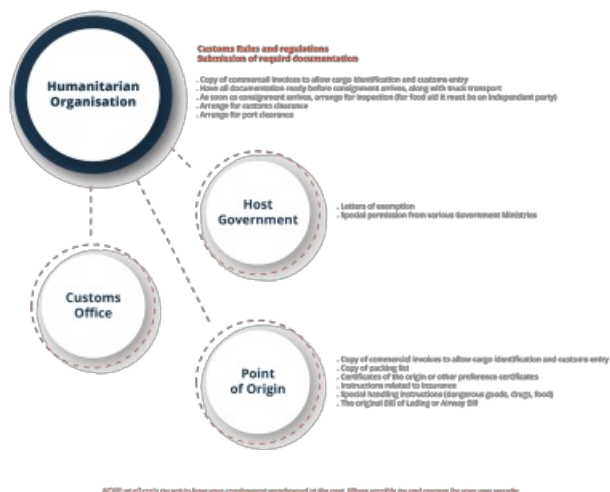 Humanitarian
Organisation
Customs Rules and regulations
Submission of requird documentation
. Copy of commercail invoices to allow cargo identification and customs entry
. Have all documentation ready before consignment arrives, along with truck transport
. As soon as consignment arrives, arrange for inspection (for food aid it must be an independent party)
. Arrange for customs clearance
. Arrange for port clearance
Host
Government
. Letters of exemption
. Special permission from various Government Ministries
Customs
Office
Point
of Origin
. Copy of commercial invoices to allow cargo identification and customs entry
. Copy of packing list
. Certificates of the origin or other preference certificates
. Instructions related to insurance
. Special handling instructions (dangerous goods, drugs, food)
. The original Bill of Lading or Airway Bill